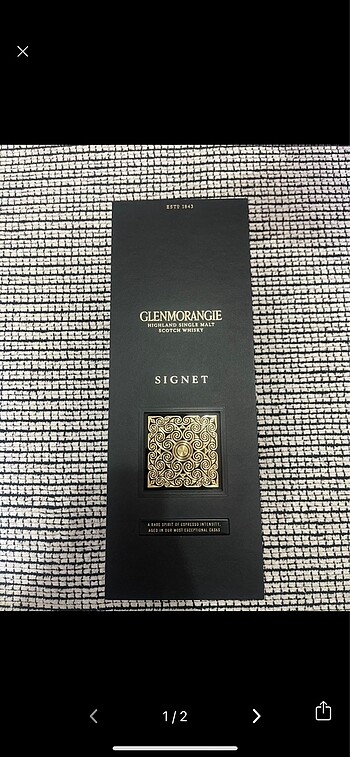 ESTD 1843
GLENMORANGIE
HIGHLAND SINGLE MALT
SCOTCH WHISKY
SIGNET
A RARE SPIRIT OF ESPRESSO INTENSITY,
AGED IN OUR MOST EXCEPTIONAL CASKS
1/2